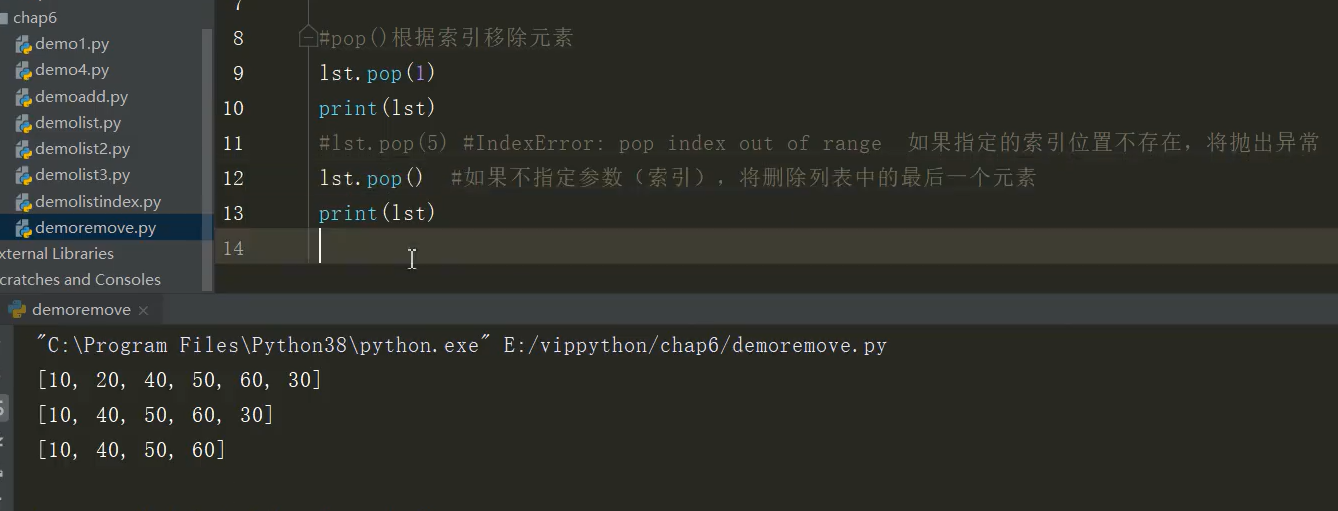 chap6
demo1.py
demo4.py
demoadd.py
demolist.py
demolist2.py
demolist3.py
demolistindex.py
demoremove.py
xternal Libraries
cratches and Consoles
7
8 #pop()根据索引移除元素
9 lst.pop(1)
10 print(lst)
11 #lst.pop(5) #IndexError: pop index out of range 如果指定的索引位置不存在，将抛出异常
12 lst.pop() #如果不指定参数（索引），将删除列表中的最后一个元素
13 print(lst)
14
demoremove
"C:\Program Files\Python38\python.exe" E:/vippython/chap6/demoremove.py
[10, 20, 40, 50, 60, 30]
[10, 40, 50, 60, 30]
[10, 40, 50, 60]